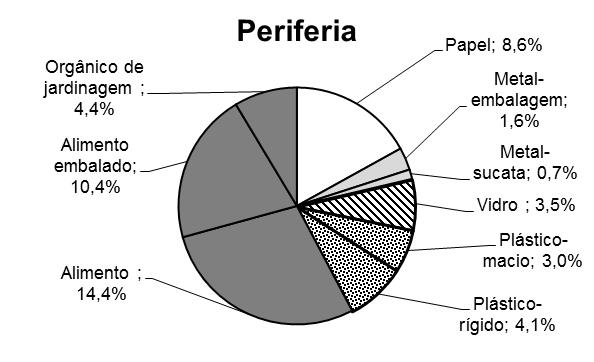 Periferia
Papel; 8,6%
Metal-
embalagem;
1,6%
Metal-
sucata; 0,7%
Vidro ; 3,5%
Plástico-
macio; 3,0%
Plástico-
rígido; 4,1%
Alimento ;
14,4%
Alimento
embalado;
10,4%
Orgânico de
jardinagem ;
4,4%